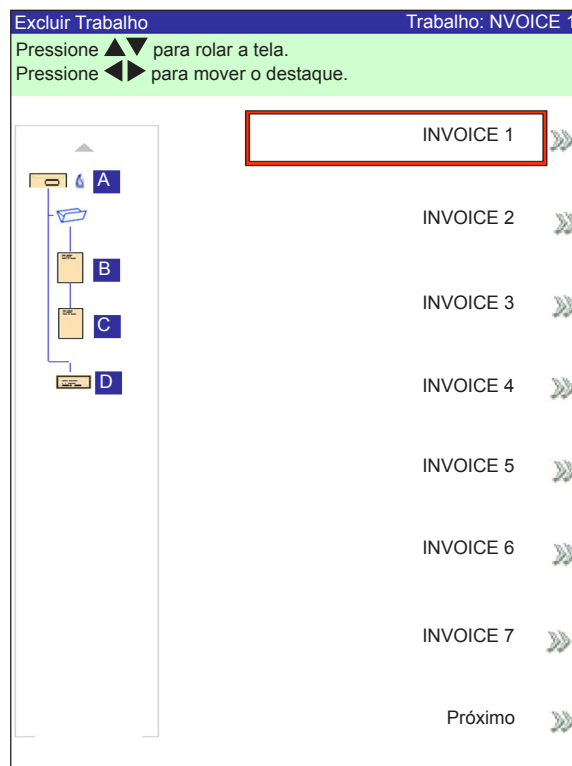 Excluir Trabalho Trabalho: NVOICE 1
Pressione ▲▼ para rolar a tela.
Pressione ◀▶ para mover o destaque.
INVOICE 1
A
INVOICE 2
B
INVOICE 3
C
INVOICE 4
D
INVOICE 5
INVOICE 6
INVOICE 7
Próximo